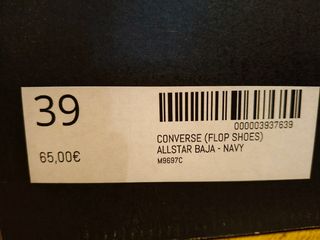 39
000003937639
CONVERSE (FLOP SHOES)
65,00€
ALLSTAR BAJA - NAVY
M9697C